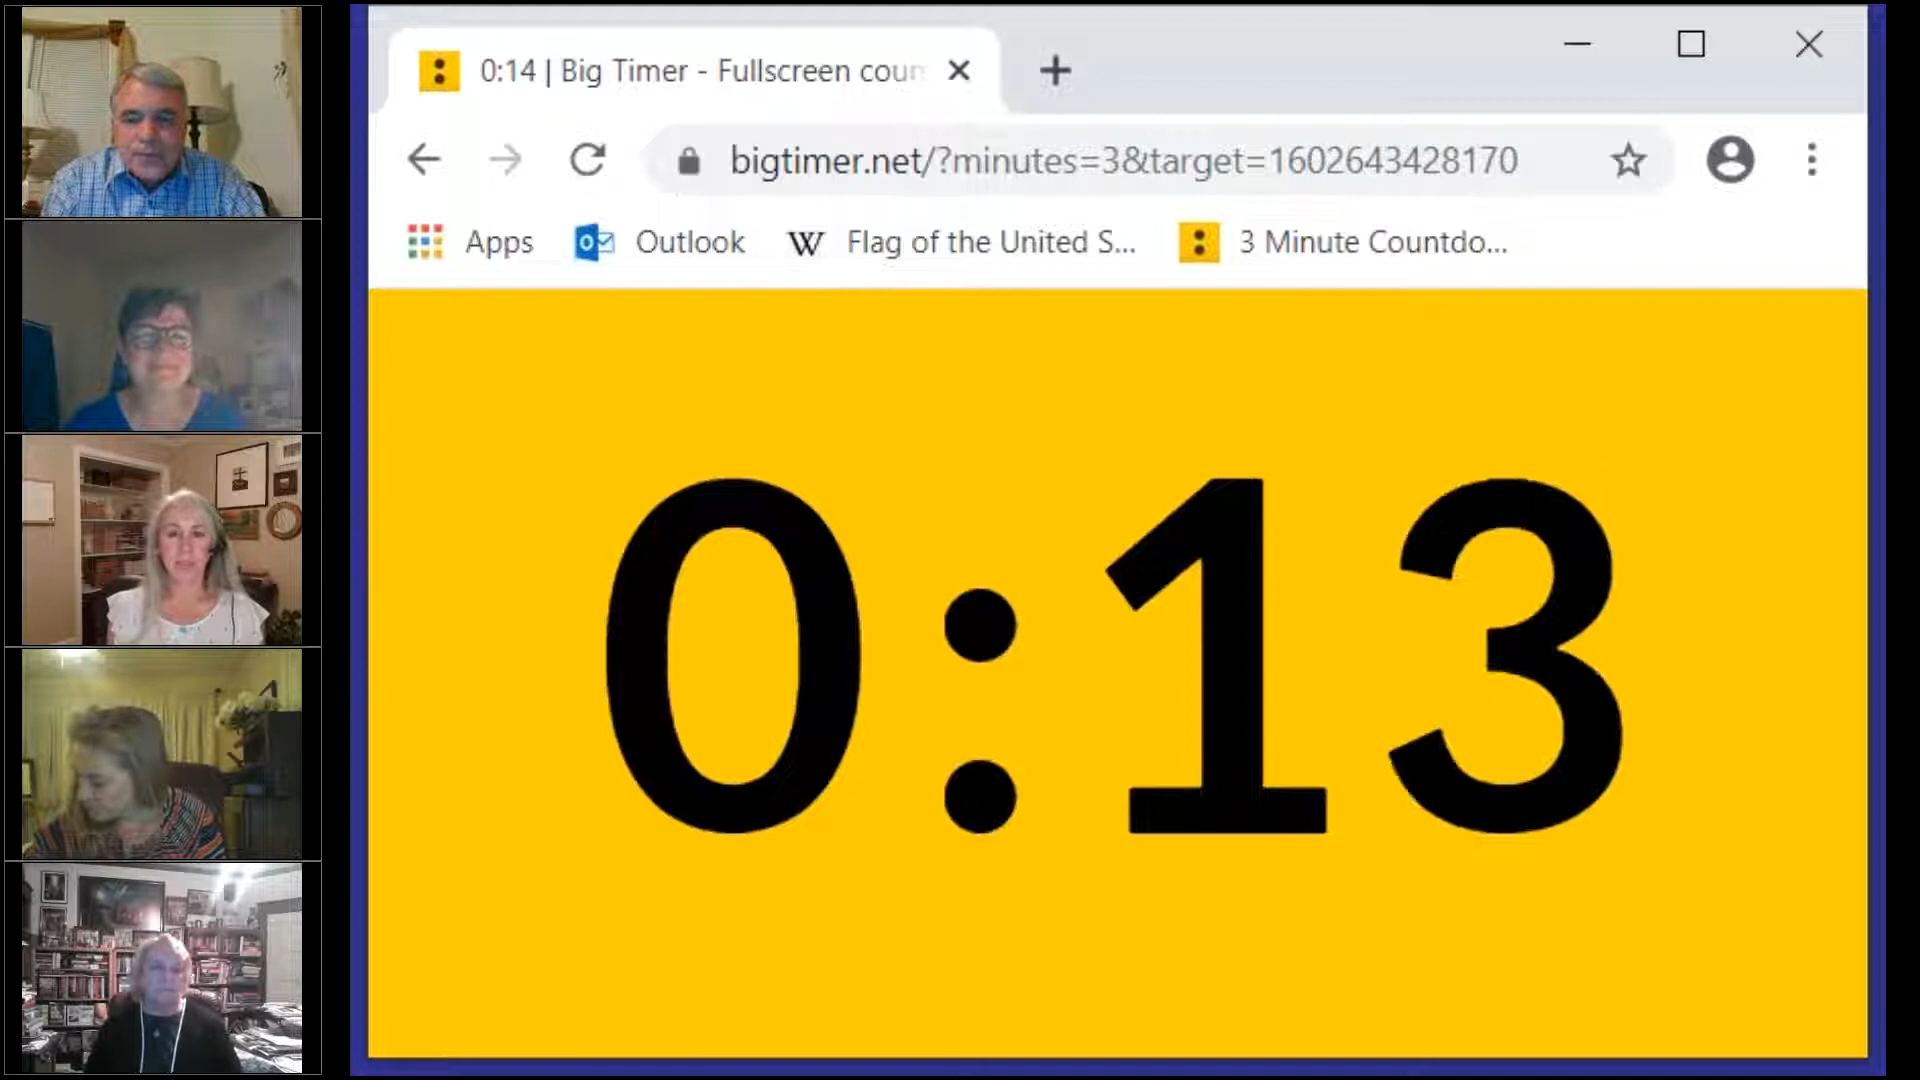 0:14 | Big Timer - Fullscreen coun
bigtimer.net/?minutes=3&target=1602643428170
Apps Outlook Flag of the United S... 3 Minute Countdo...
0:13